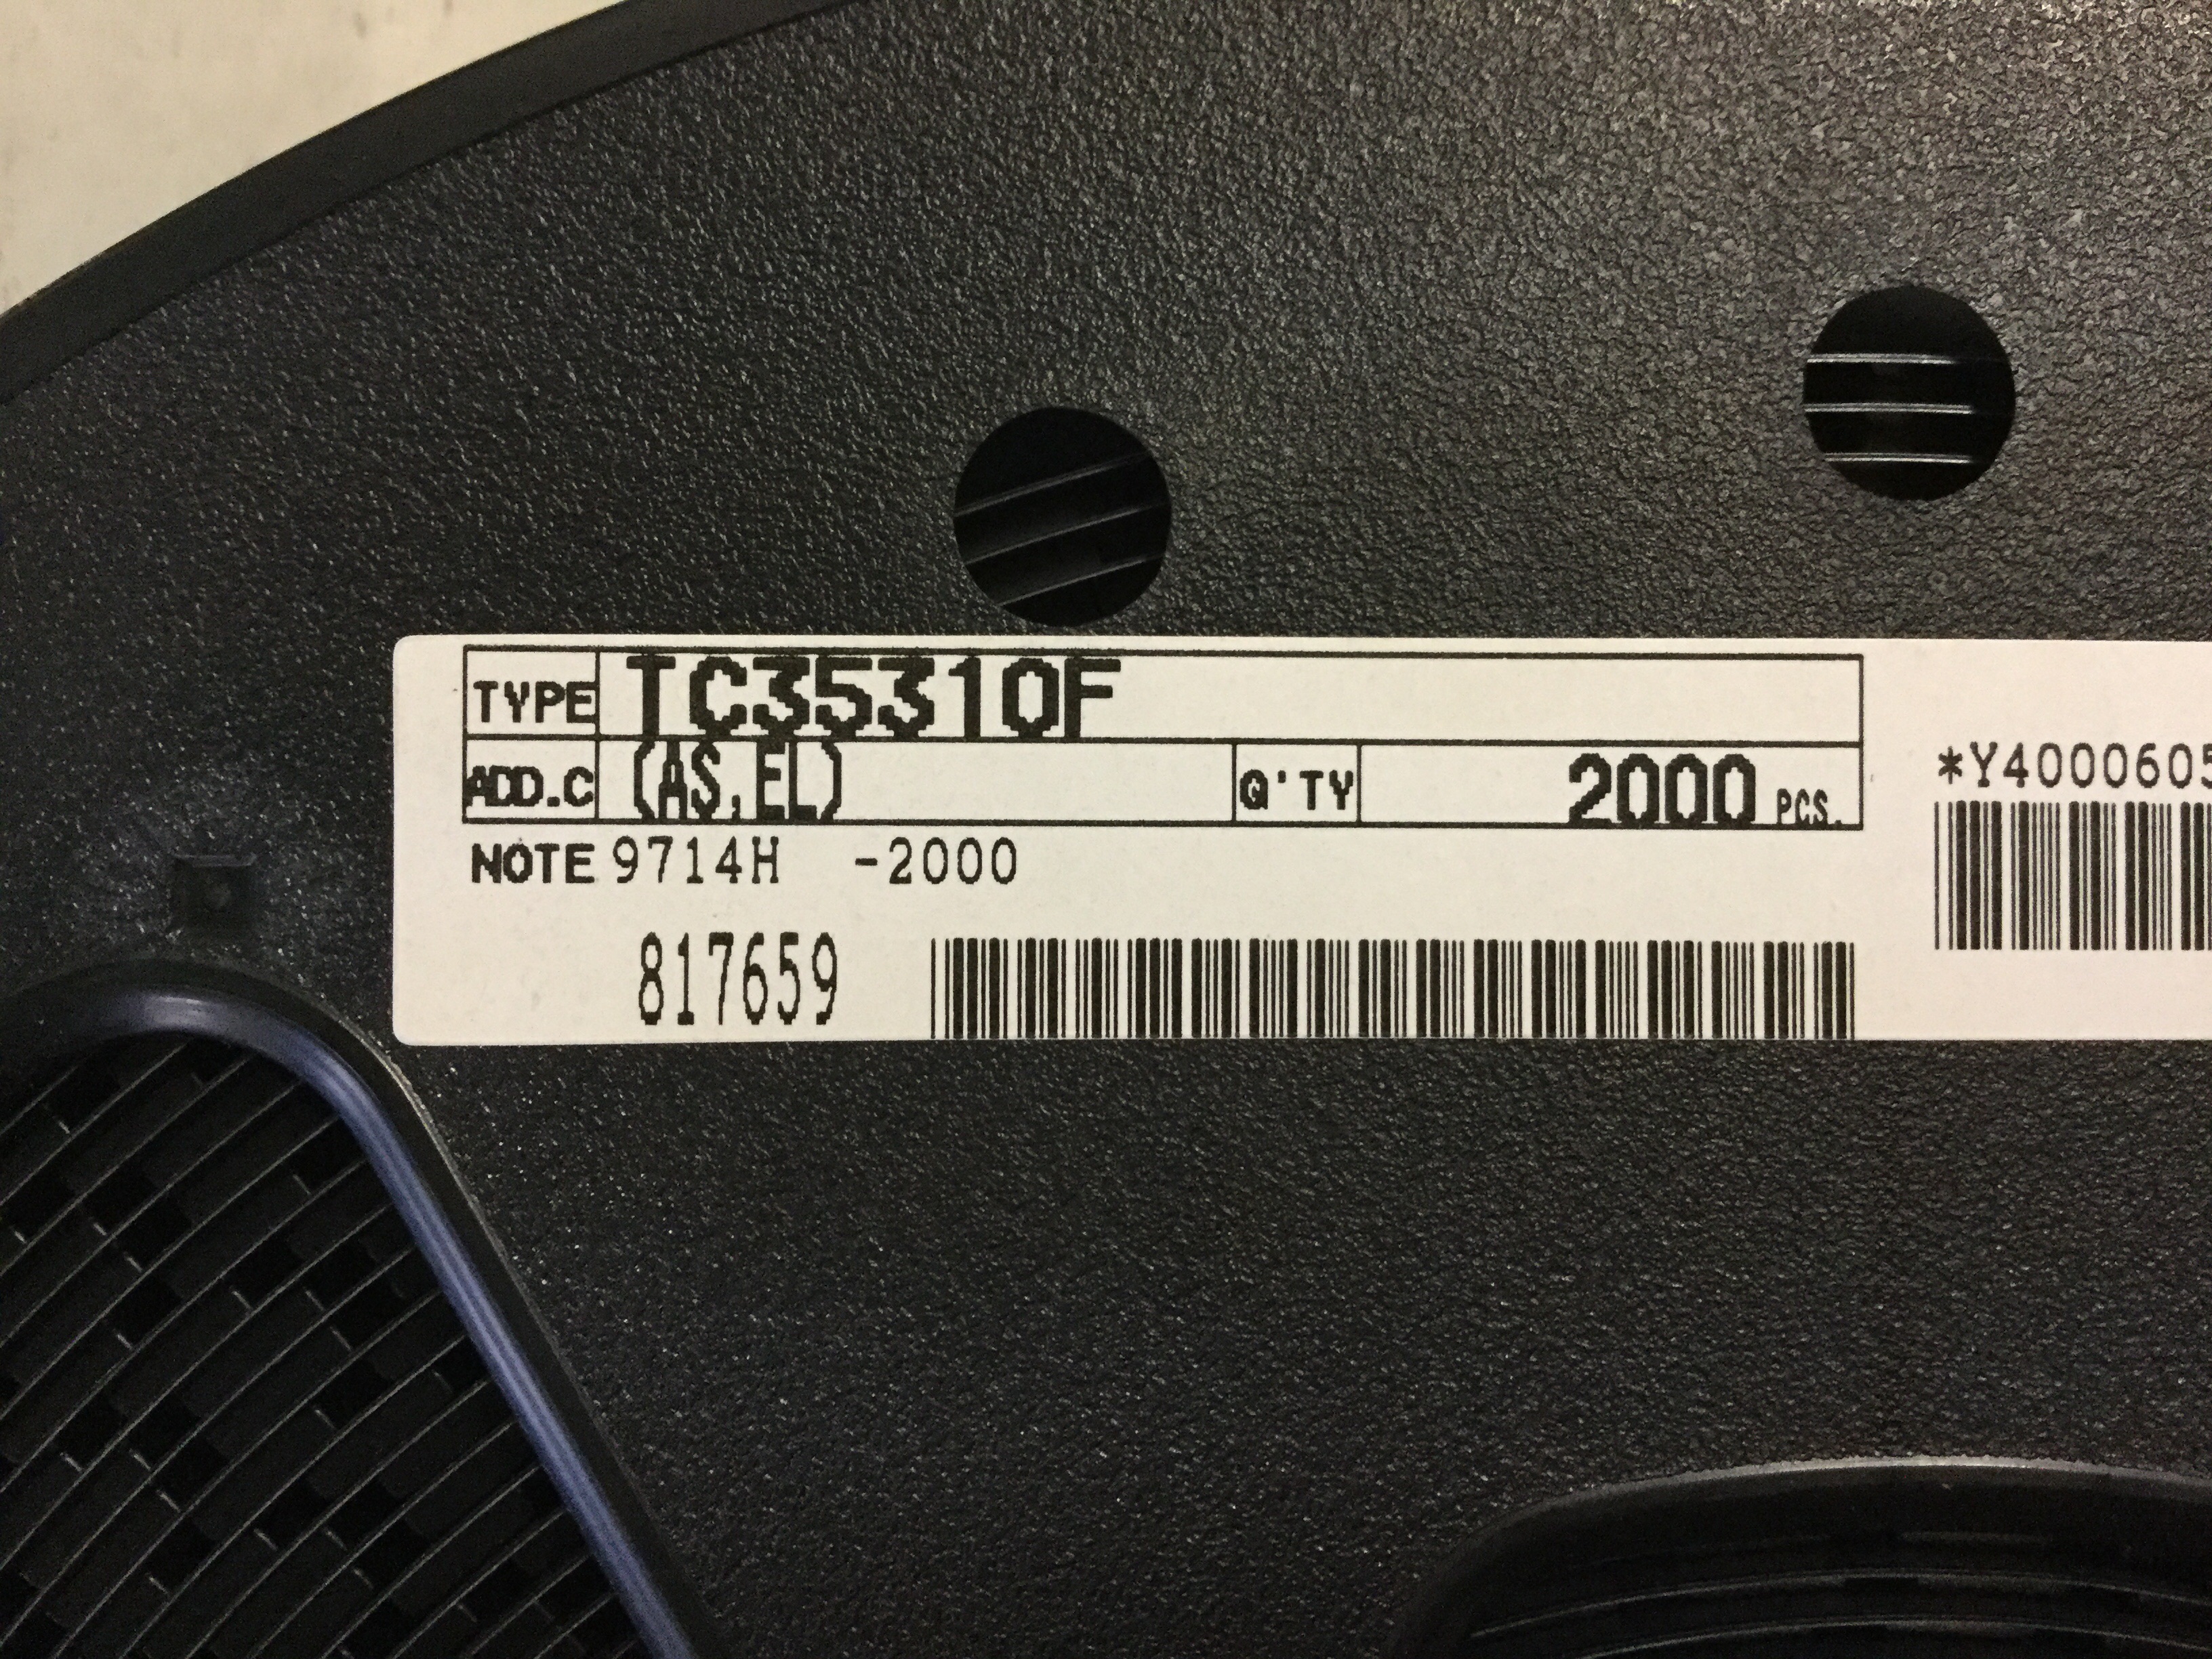 TYPE TC35310F
ADD.C (AS,EL) Q'TY 2000 PCS.
NOTE 9714H -2000
817659
*Y4000605